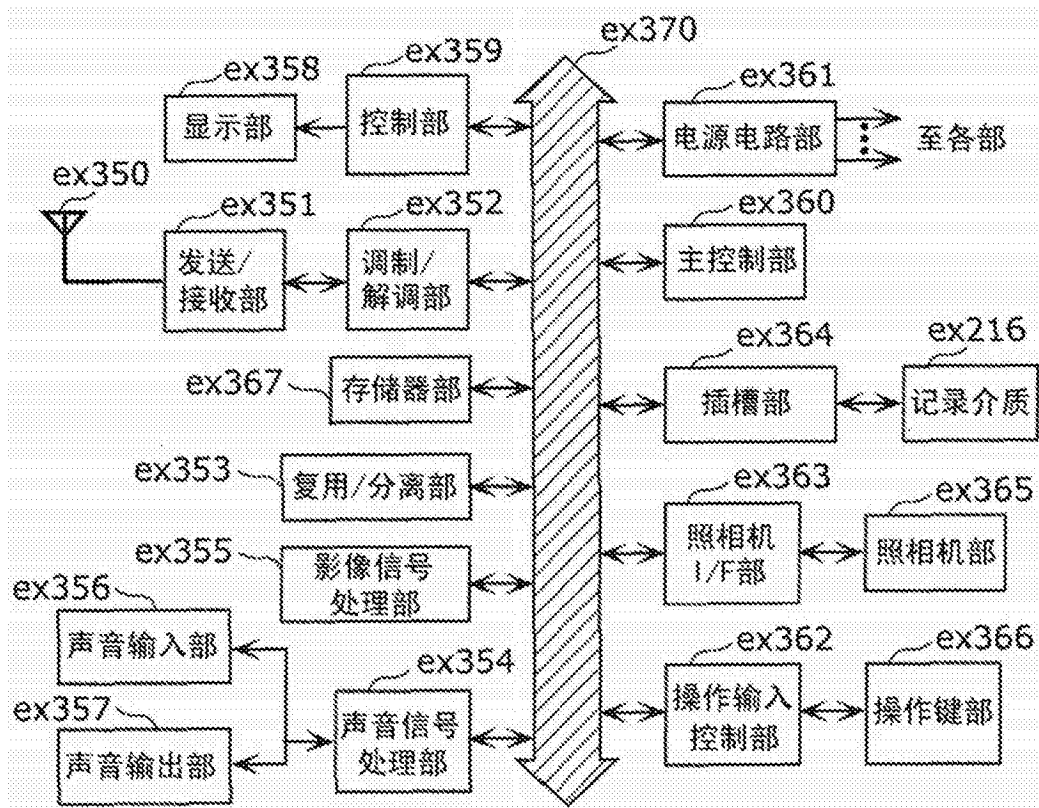 ex370
ex359
ex358
控制部
显示部
ex361
电源电路部
至各部
ex350
ex351
ex352
发送/
接收部
调制/
解调部
ex360
主控制部
ex367
存储器部
ex364
插槽部
ex216
记录介质
ex353
复用/分离部
ex363
照相机
I/F部
ex365
照相机部
ex355
影像信号
处理部
ex356
声音输入部
ex354
声音信号
处理部
ex357
声音输出部
ex362
操作输入
控制部
ex366
操作键部